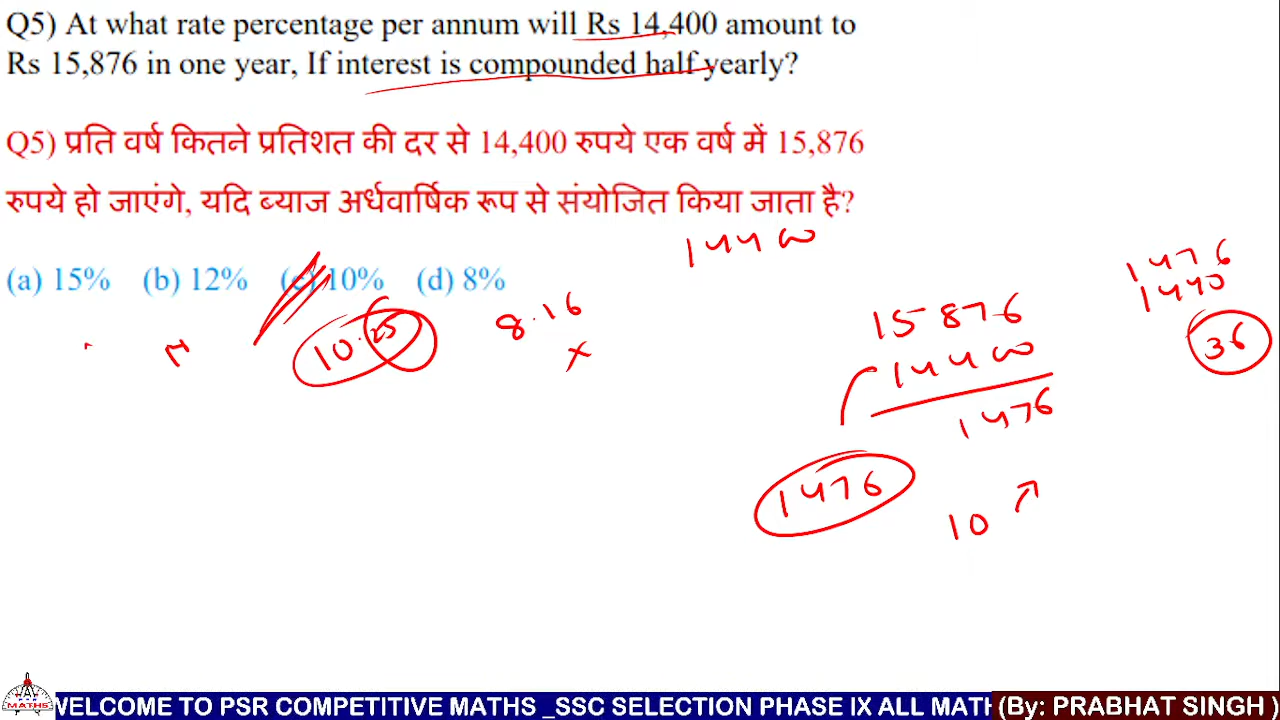 Q5) At what rate percentage per annum will Rs 14,400 amount to
Rs 15,876 in one year, If interest is compounded half yearly?
Q5) प्रति वर्ष कितने प्रतिशत की दर से 14,400 रुपये एक वर्ष में 15,876
रुपये हो जाएंगे, यदि ब्याज अर्धवार्षिक रूप से संयोजित किया जाता है?
14400
(a) 15% (b) 12% (c) 10% (d) 8%
1476
1440
36
8.16
×
10.25
15876
14400
1476
1476
10
MATHS
WELCOME TO PSR COMPETITIVE MATHS _SSC SELECTION PHASE IX ALL MATH (By: PRABHAT SINGH )